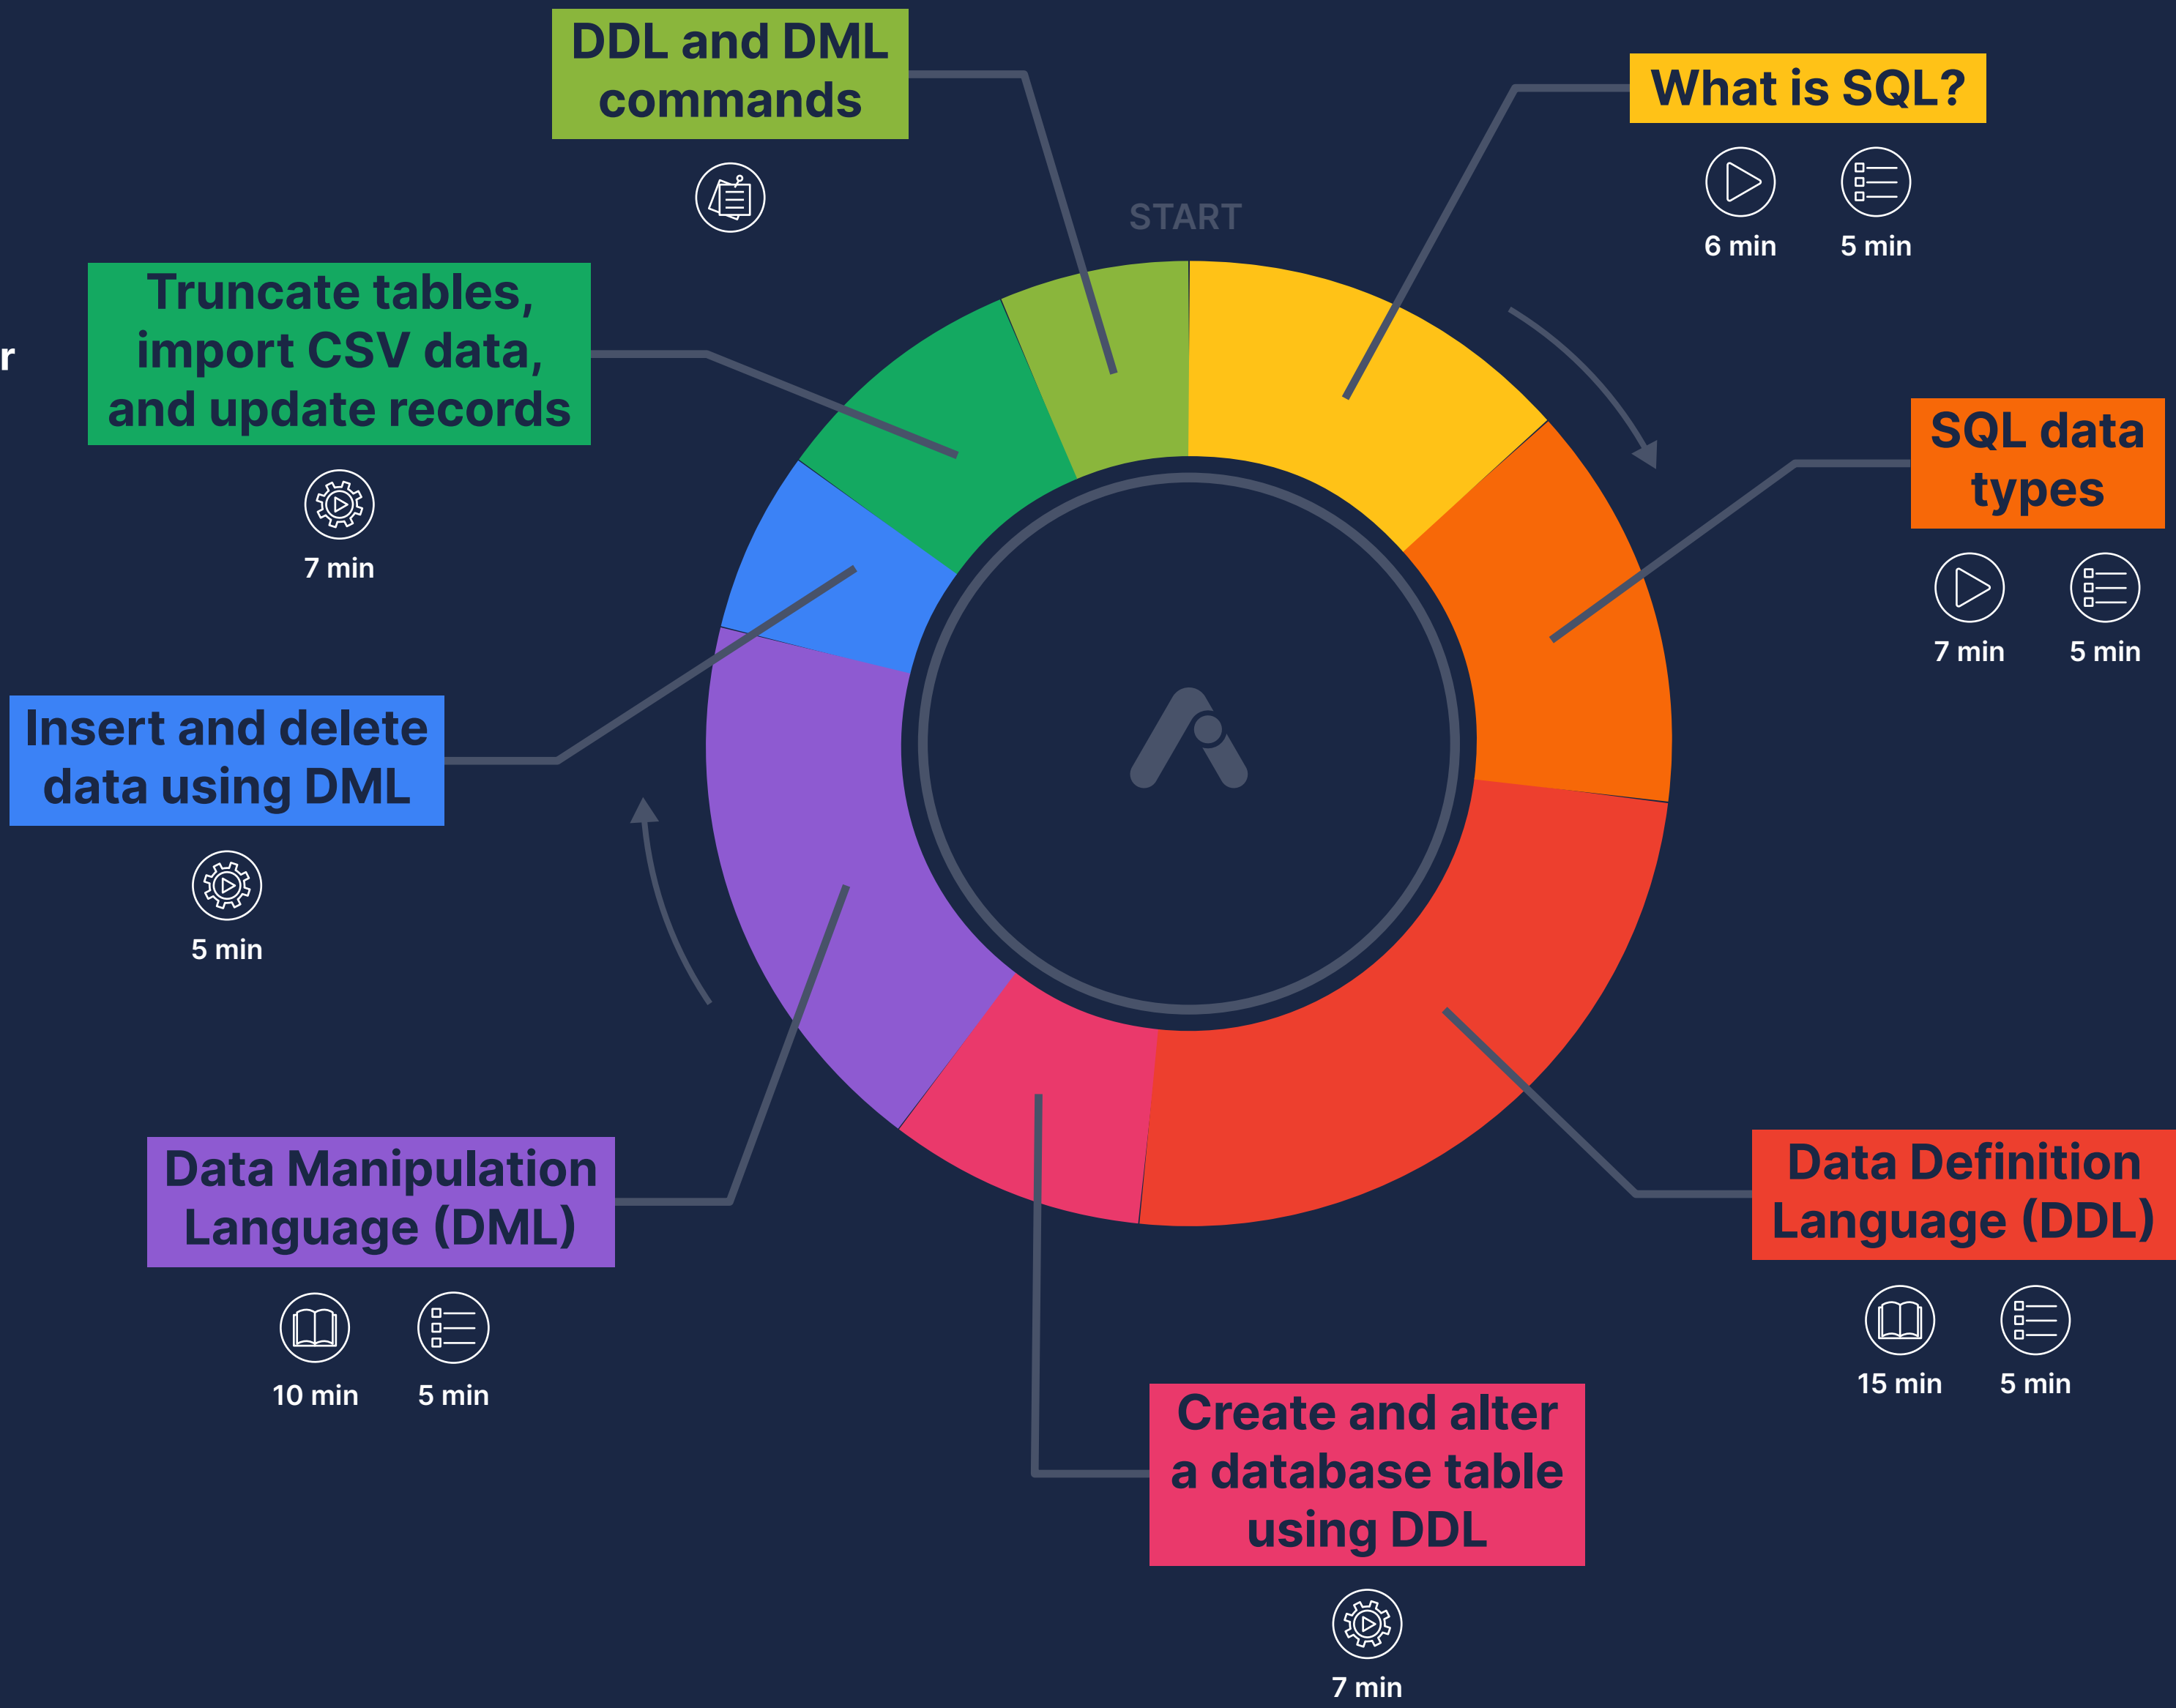 START
What is SQL?
6 min
5 min
SQL data
types
7 min
5 min
Data Definition
Language (DDL)
15 min
5 min
Create and alter
a database table
using DDL
7 min
Data Manipulation
Language (DML)
10 min
5 min
Insert and delete
data using DML
5 min
Truncate tables,
import CSV data,
and update records
7 min
DDL and DML
commands